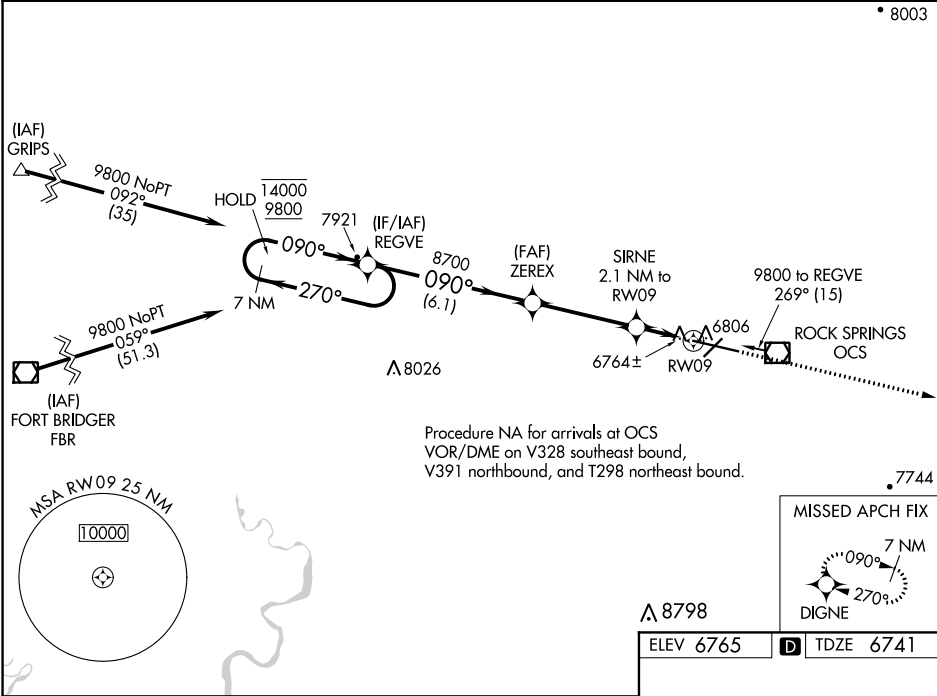 8003
(IAF)
GRIPS
9800 NoPT
092°
(35)
HOLD
14000
9800
7921
(IF/IAF)
REGVE
090°
270°
7 NM
8700
090°
(6.1)
(FAF)
ZEREX
SIRNE
2.1 NM to
RW09
9800 to REGVE
269° (15)
6806
ROCK SPRINGS
OCS
6764±
RW09
9800 NoPT
059°
(51.3)
(IAF)
FORT BRIDGER
FBR
8026
Procedure NA for arrivals at OCS
VOR/DME on V328 southeast bound,
V391 northbound, and T298 northeast bound.
MSA RW09 25 NM
10000
7744
MISSED APCH FIX
7 NM
090°
270°
DIGNE
8798
ELEV 6765
D
TDZE 6741